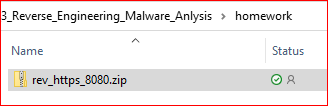 3_Reverse_Engineering_Malware_Anlysis > homework
Name Status
rev_https_8080.zip